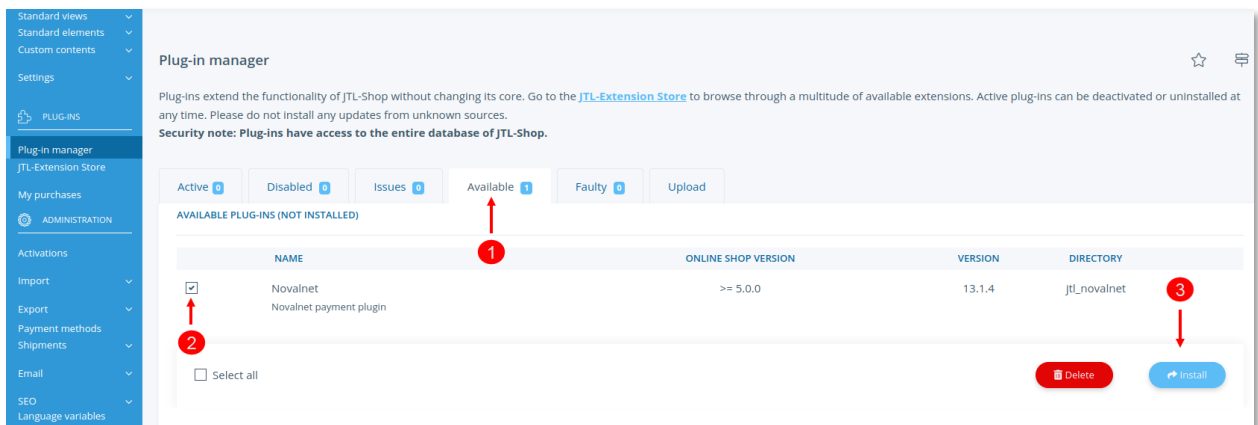 Standard views
Standard elements
Custom contents
Settings
PLUG-INS
Plug-in manager
JTL-Extension Store
My purchases
ADMINISTRATION
Activations
Import
Export
Payment methods
Shipments
Email
SEO
Language variables
Plug-in manager
Plug-ins extend the functionality of JTL-Shop without changing its core. Go to the JTL-Extension Store to browse through a multitude of available extensions. Active plug-ins can be deactivated or uninstalled at
any time. Please do not install any updates from unknown sources.
Security note: Plug-ins have access to the entire database of JTL-Shop.
Active 0 Disabled 0 Issues 0 Available 1 Faulty 0 Upload
AVAILABLE PLUG-INS (NOT INSTALLED)
1
NAME ONLINE SHOP VERSION VERSION DIRECTORY
Novalnet >= 5.0.0 13.1.4 jtl_novalnet
3
Novalnet payment plugin
2
Select all Delete Install